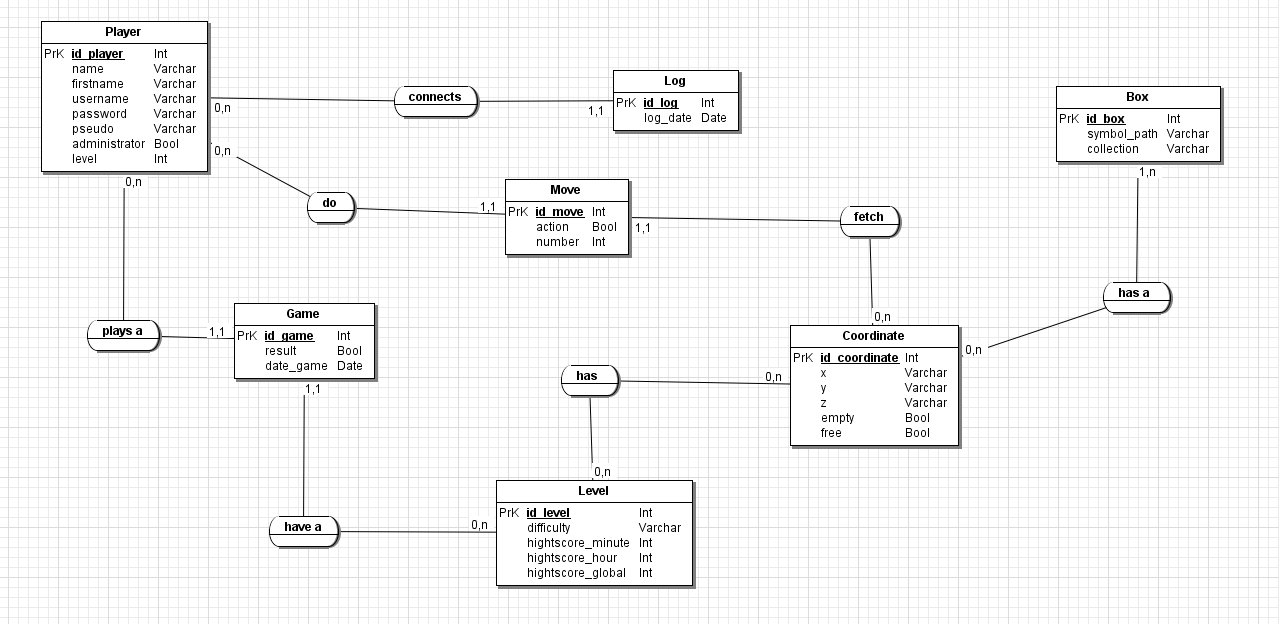 Player
PrK id_player Int
name Varchar
firstname Varchar
username Varchar
password Varchar
pseudo Varchar
administrator Bool
level Int
0,n
connects
1,1
Log
PrK id_log Int
log_date Date
Box
PrK id_box Int
symbol_path Varchar
collection Varchar
0,n
do
1,1
Move
PrK id_move Int
action Bool
number Int
1,1
fetch
0,n
1,n
has a
0,n
0,n
plays a
1,1
Game
PrK id_game Int
result Bool
date_game Date
1,1
Coordinate
PrK id_coordinate Int
x Varchar
y Varchar
z Varchar
empty Bool
free Bool
has
0,n
0,n
have a
0,n
Level
PrK id_level Int
difficulty Varchar
hightscore_minute Int
hightscore_hour Int
hightscore_global Int